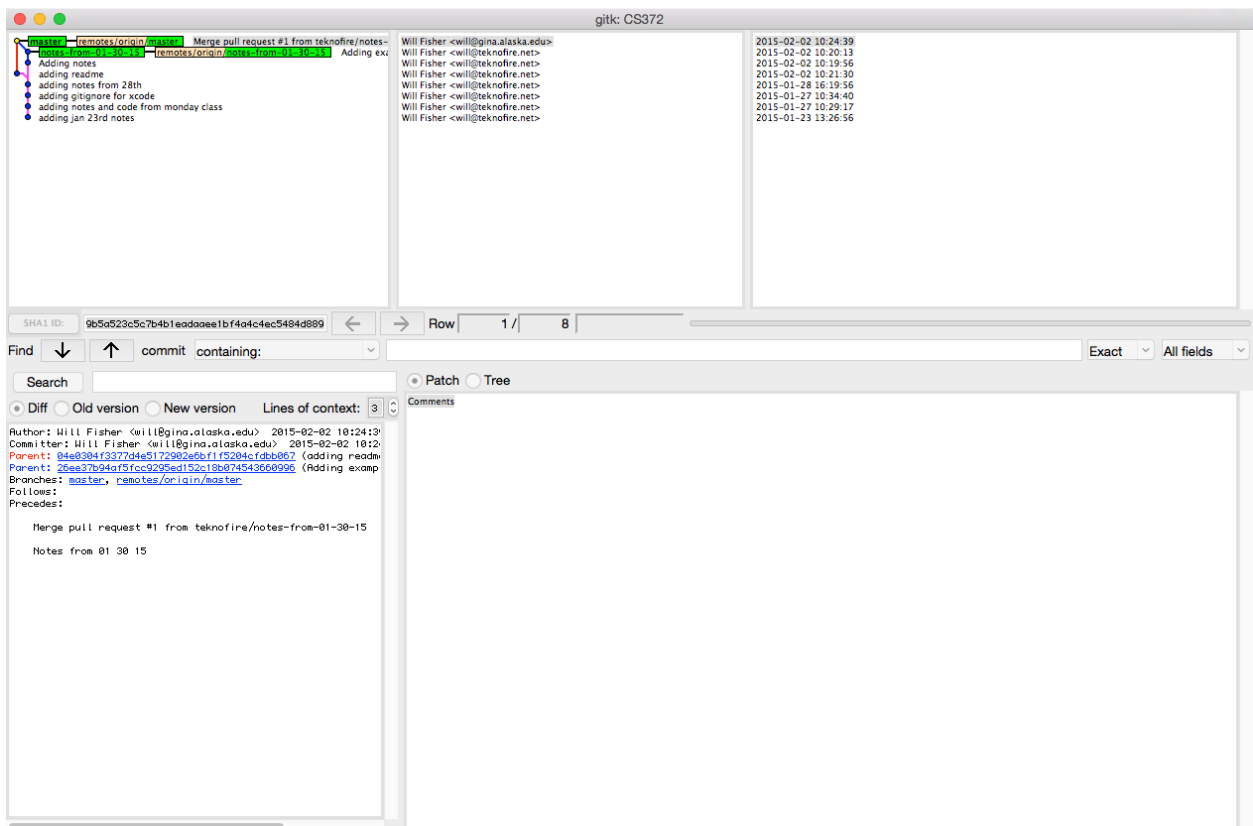 gitk: CS372
master remotes/origin/master Merge pull request #1 from teknofire/notes-
notes-from-01-30-15 remotes/origin/notes-from-01-30-15 Adding exa
Adding notes
adding readme
adding notes from 28th
adding gitignore for xcode
adding notes and code from monday class
adding jan 23rd notes
Will Fisher <will@gina.alaska.edu>
Will Fisher <will@teknofire.net>
Will Fisher <will@teknofire.net>
Will Fisher <will@teknofire.net>
Will Fisher <will@teknofire.net>
Will Fisher <will@teknofire.net>
Will Fisher <will@teknofire.net>
Will Fisher <will@teknofire.net>
2015-02-02 10:24:39
2015-02-02 10:20:13
2015-02-02 10:19:56
2015-02-02 10:21:30
2015-01-28 16:19:56
2015-01-27 10:34:40
2015-01-27 10:29:17
2015-01-23 13:26:56
SHA1 ID: 9b5a523c5c7b4b1eadaaee1bf4a4c4ec5484d889 Row 1 / 8
Find commit containing: Exact All fields
Search
Patch Tree
Diff Old version New version Lines of context: 3
Comments
Author: Will Fisher <will@gina.alaska.edu> 2015-02-02 10:24:3
Committer: Will Fisher <will@gina.alaska.edu> 2015-02-02 10:2
Parent: 04e0304f3377d4e5172902e6bf1f5204cfdbb067 (adding readm
Parent: 26ee37b94af5fcc9295ed152c18b074543660996 (Adding examp
Branches: master, remotes/origin/master
Follows:
Precedes:
Merge pull request #1 from teknofire/notes-from-01-30-15
Notes from 01 30 15